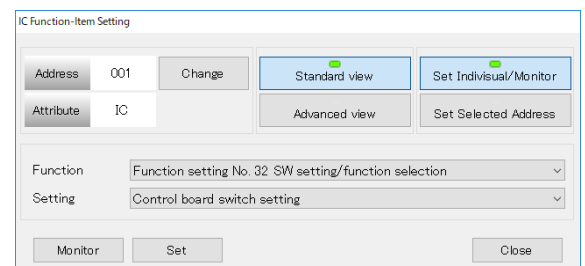 IC Function-Item Setting
Address 001 Change Standard view Set Indivisual/Monitor
Attribute IC Advanced view Set Selected Address
Function Function setting No. 32 SW setting/function selection
Setting Control board switch setting
Monitor Set Close